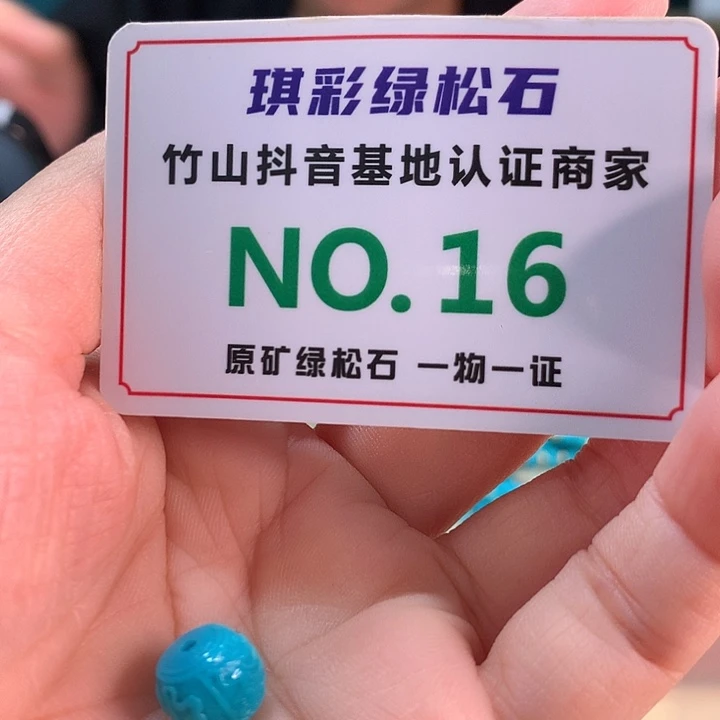 琪彩绿松石
竹山抖音基地认证商家
NO.16
原矿绿松石 一物一证